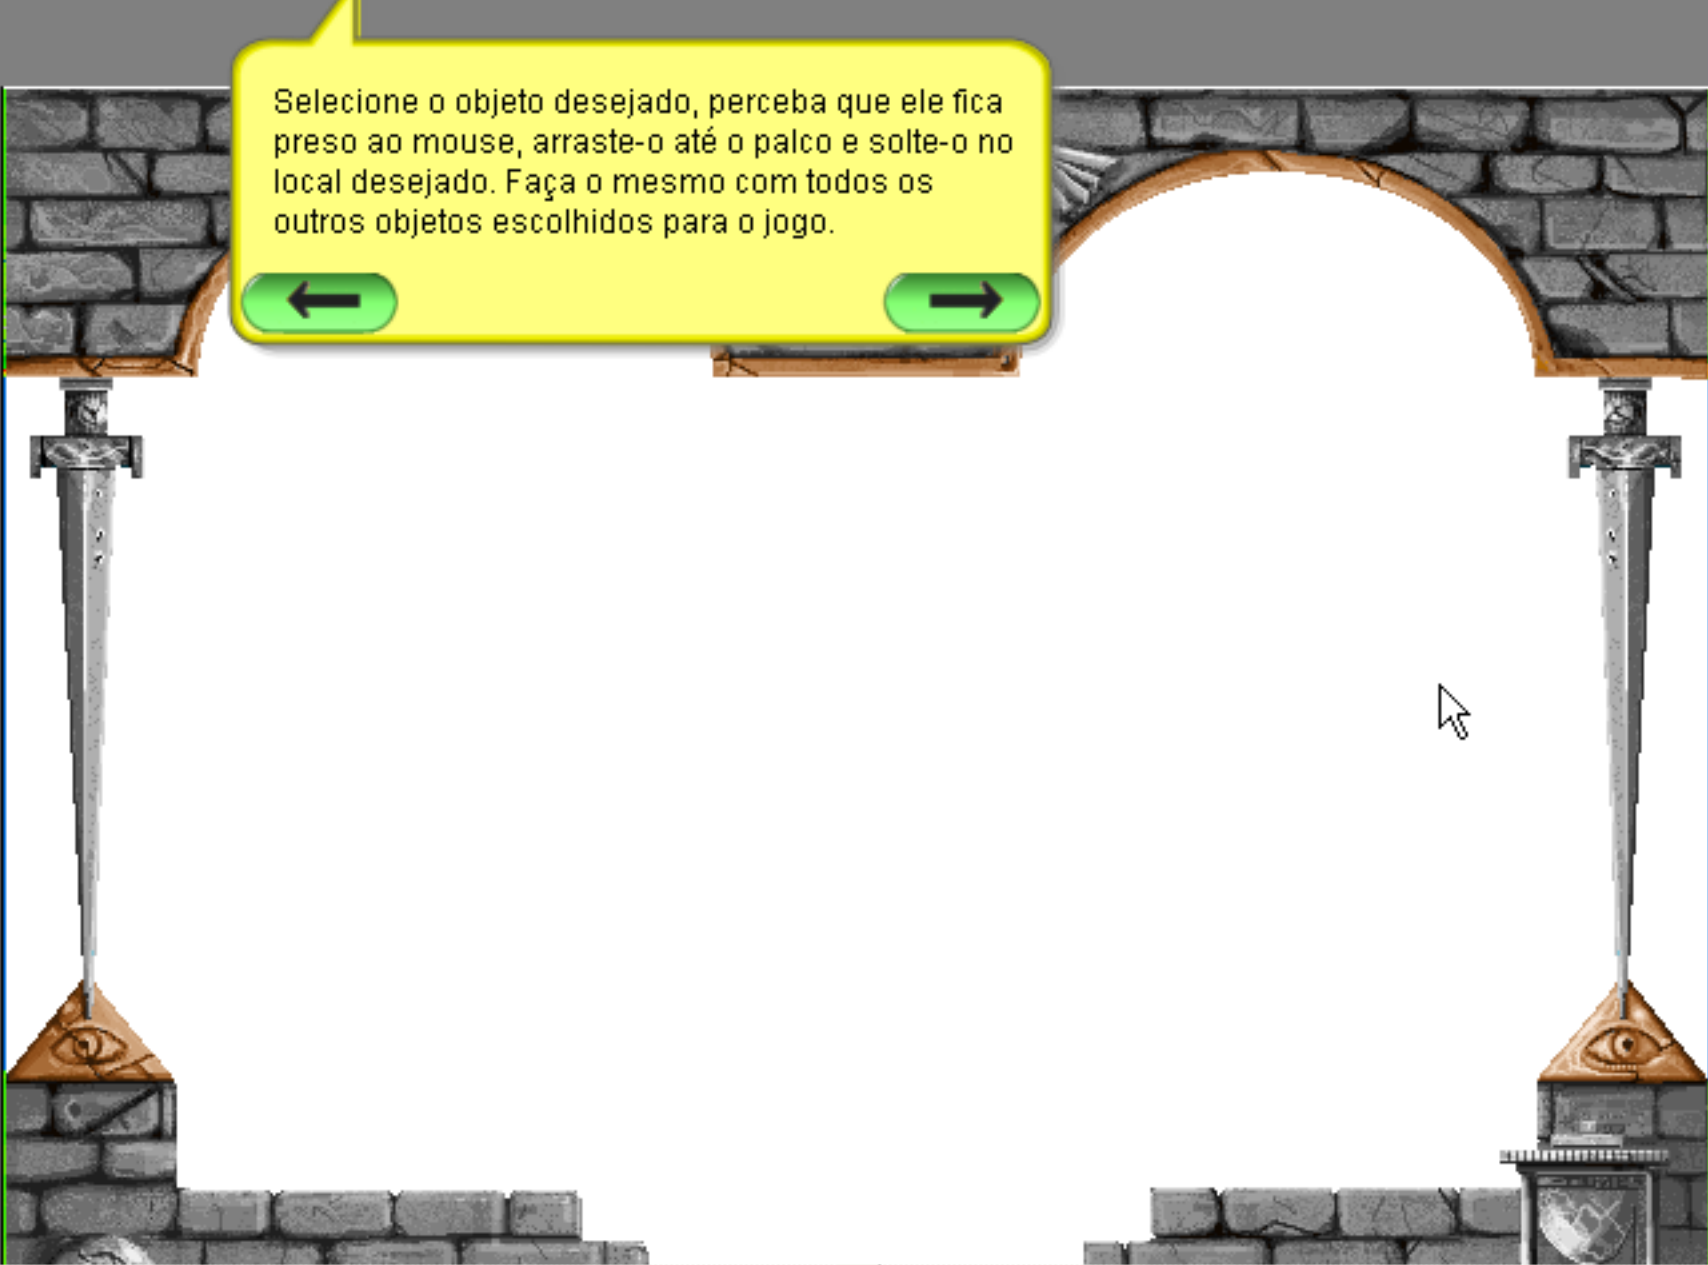 Selecione o objeto desejado, perceba que ele fica
preso ao mouse, arraste-o até o palco e solte-o no
local desejado. Faça o mesmo com todos os
outros objetos escolhidos para o jogo.